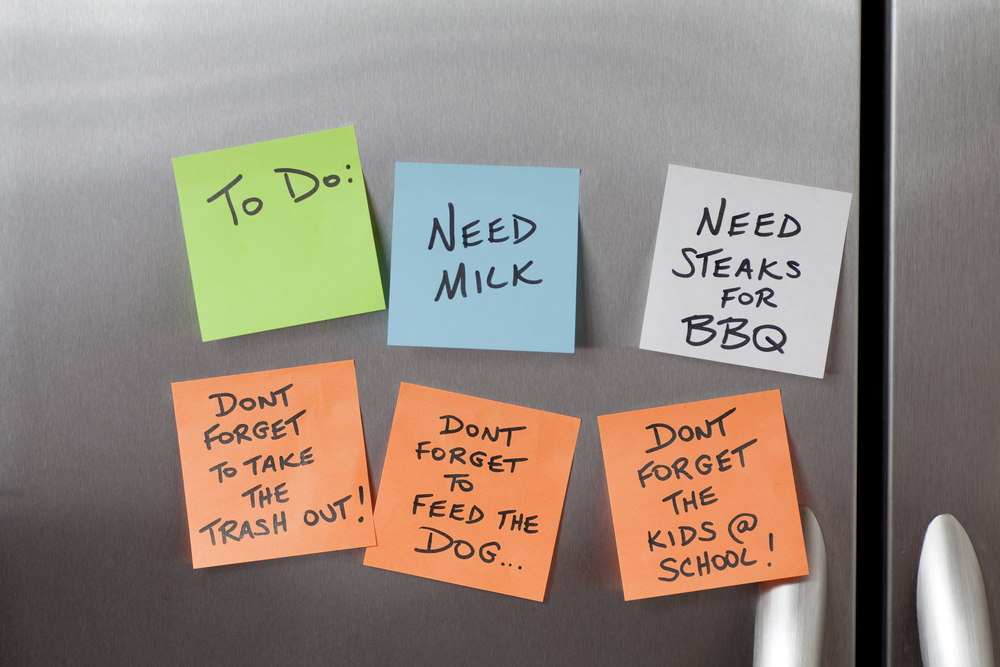 To Do:
NEED
MILK
NEED
STEAKS
FOR
BBQ
DONT
FORGET
TO TAKE
THE
TRASH OUT!
DONT
FORGET
TO
FEED THE
DOG...
DONT
FORGET
THE
KIDS @
SCHOOL!